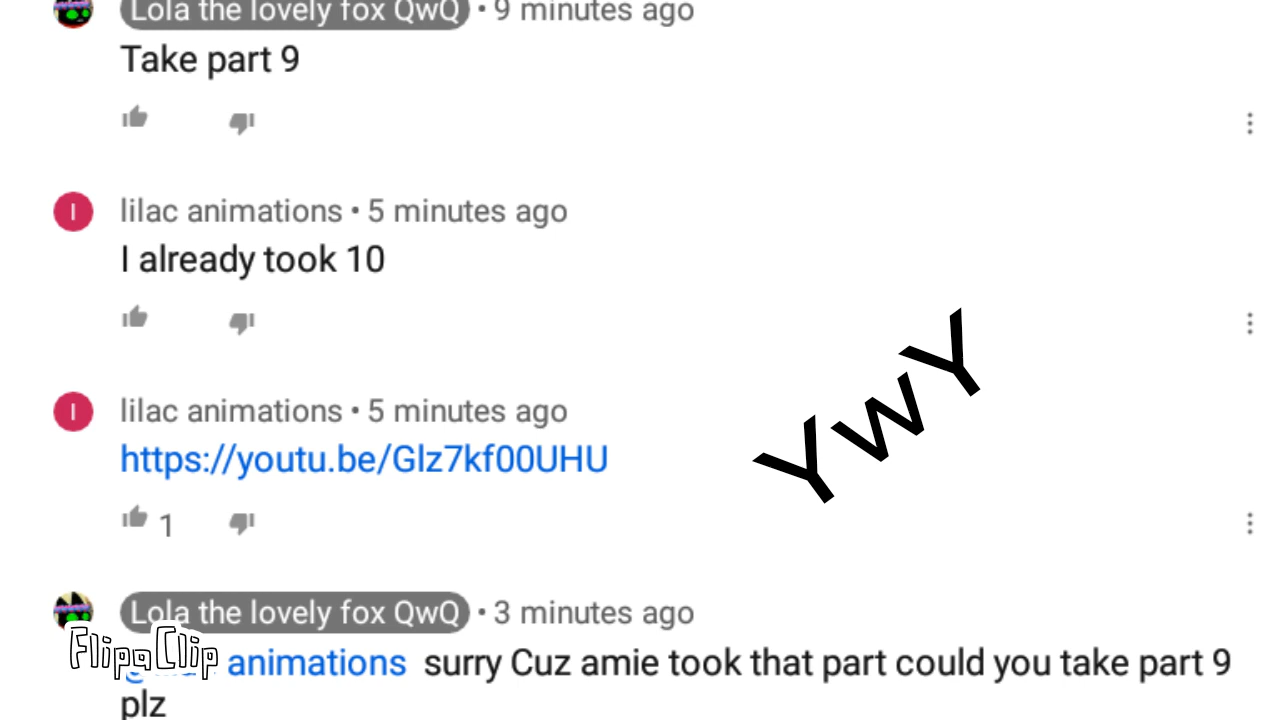 Lola the lovely fox QwQ • 9 minutes ago
Take part 9
I
lilac animations • 5 minutes ago
I already took 10
YwY
I
lilac animations • 5 minutes ago
https://youtu.be/Glz7kf00UHU
1
Lola the lovely fox QwQ • 3 minutes ago
FlipaClip
animations surry Cuz amie took that part could you take part 9
plz